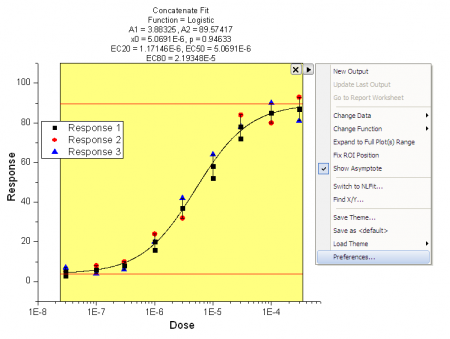 Concatenate Fit
Function = Logistic
A1 = 3.88325, A2 = 89.57417
x0 = 5.0691E-6, p = 0.94633
EC20 = 1.17146E-6, EC50 = 5.0691E-6
EC80 = 2.19348E-5
100
80
60
40
20
0
Response
Response 1
Response 2
Response 3
1E-8
1E-7
1E-6
1E-5
1E-4
Dose
New Output
Update Last Output
Go to Report Worksheet
Change Data
Change Function
Expand to Full Plot(s) Range
Fix ROI Position
Show Asymptote
Switch to NLFit...
Find X/Y...
Save Theme...
Save as <default>
Load Theme
Preferences...